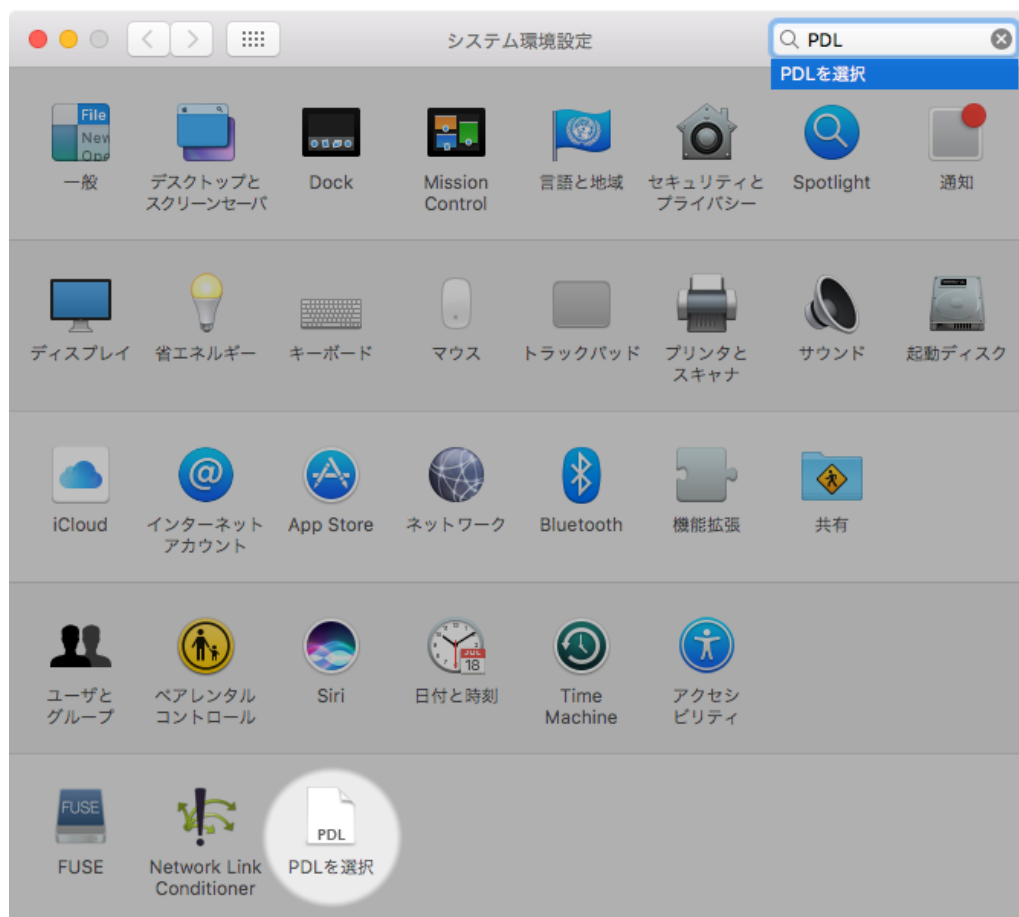 システム環境設定
PDL
PDLを選択
File
New
Ope
一般
デスクトップと
スクリーンセーバ
Dock
Mission
Control
言語と地域
セキュリティと
プライバシー
Spotlight
通知
ディスプレイ
省エネルギー
キーボード
マウス
トラックパッド
プリンタと
スキャナ
サウンド
起動ディスク
iCloud
@
インターネット
アカウント
App Store
ネットワーク
Bluetooth
機能拡張
共有
ユーザと
グループ
ペアレンタル
コントロール
Siri
JUL
18
日付と時刻
Time
Machine
アクセシ
ビリティ
FUSE
FUSE
Network Link
Conditioner
PDL
PDLを選択